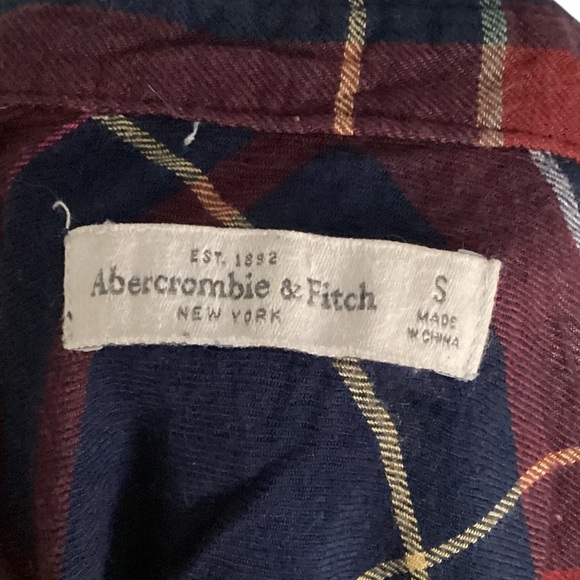 EST. 1892
Abercrombie & Fitch
NEW YORK
S
MADE
IN CHINA